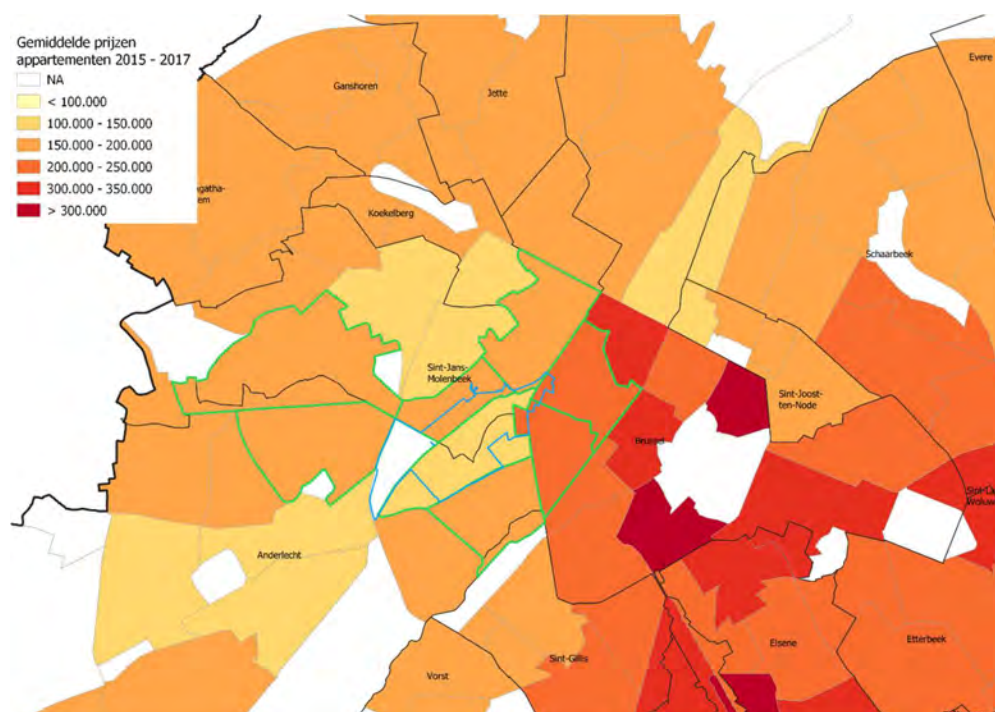 Gemiddelde prijzen
appartementen 2015 - 2017
NA
< 100.000
100.000 - 150.000
150.000 - 200.000
200.000 - 250.000
300.000 - 350.000
> 300.000
Evere
Ganshoren
Jette
Koekelberg
Schaarbeek
Sint-Jans-
Molenbeek
Sint-Joost-
ten-Node
Brussel
Anderlecht
Elsene
Etterbeek
Sint-Gillis
Vorst